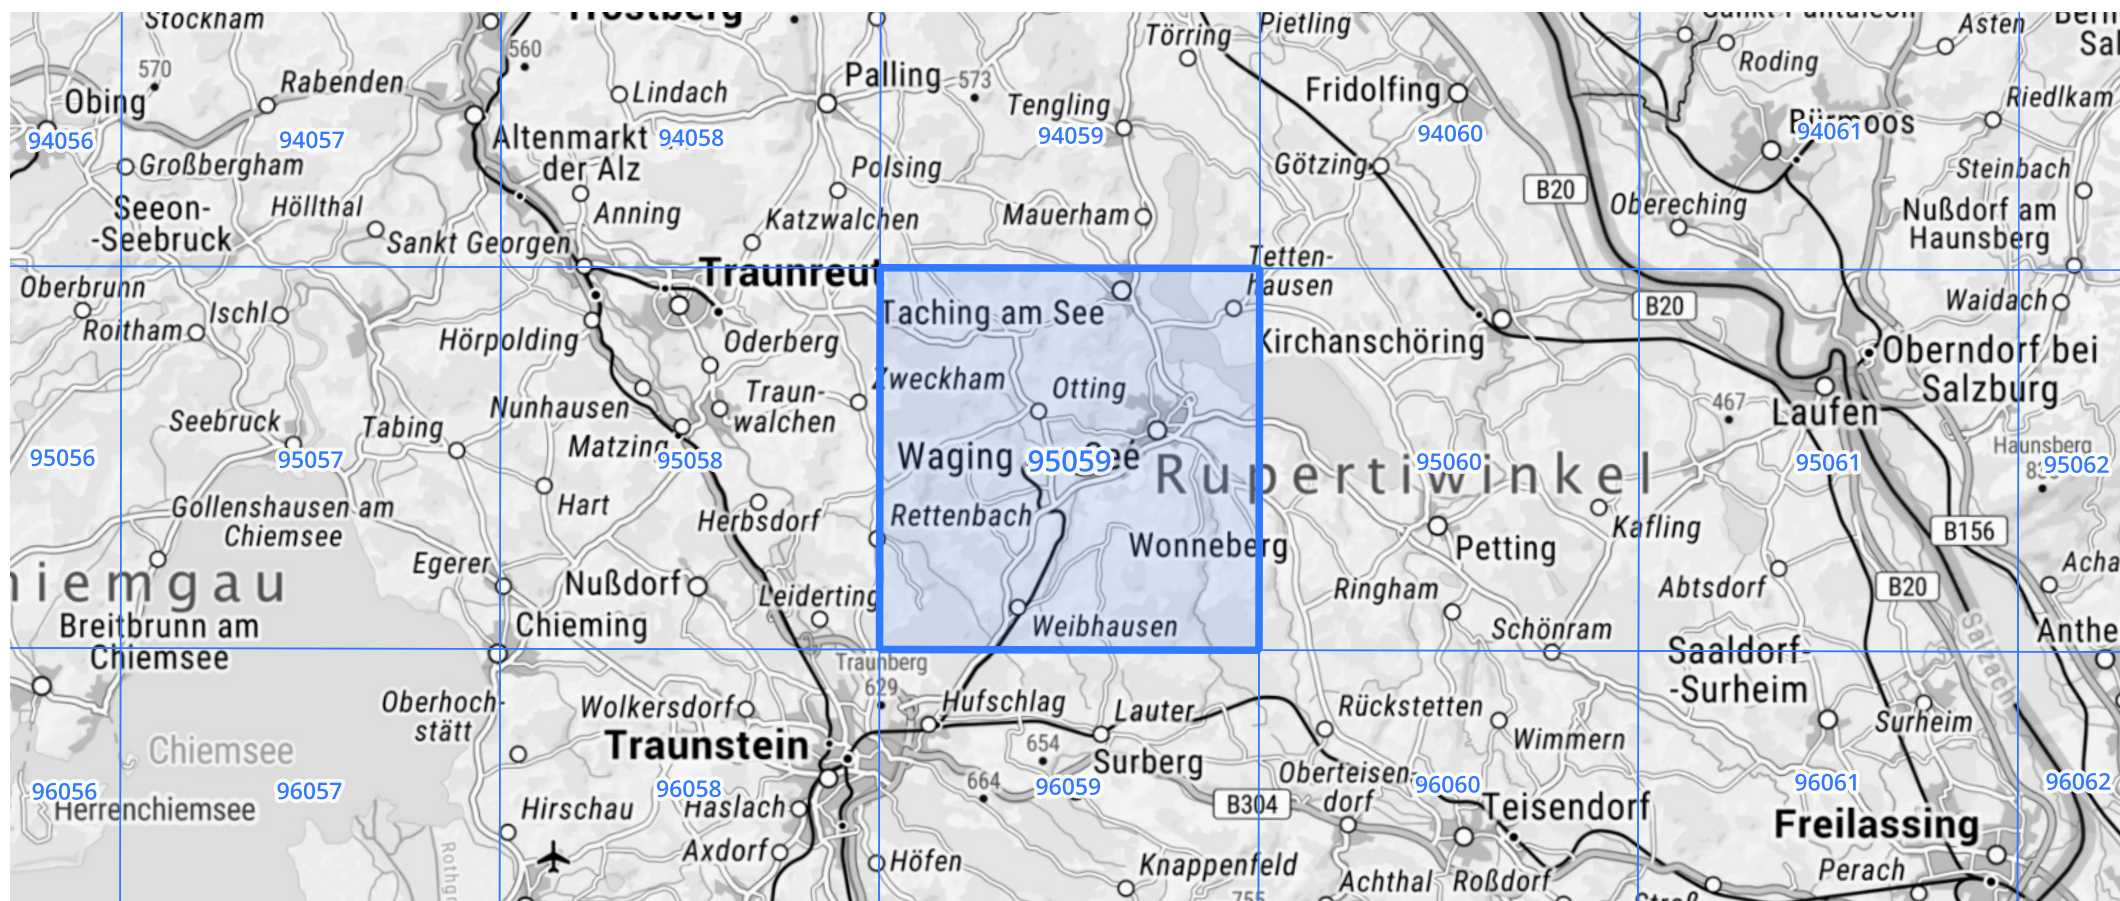 Stockham
Trostberg
Törring
Pietling
Asten
560
570
Rabenden
Lindach
Palling
573
Tengling
Fridolfing
Roding
Riedlkam
Obing
94056
94057
Altenmarkt
der Alz
94058
94059
94060
Bürmoos
94061
Großbergham
Polsing
Götzing
Steinbach
B20
Höllthal
Seeon-
-Seebruck
Anning
Katzwalchen
Mauerham
Obereching
Nußdorf am
Haunsberg
Sankt Georgen
Tetten-
hausen
Traunreut
Oberbrunn
Roitham
Ischl
Hörpolding
Oderberg
Taching am See
Kirchanschöring
B20
Waidach
Oberndorf bei
Salzburg
Zweckham
Otting
Traun-
walchen
Nunhausen
Matzing
Seebruck
Tabing
467
Laufen
95056
95057
95058
Waging
95059
See
Rupertiwinkel
95060
95061
Haunsberg
95062
Gollenshausen am
Chiemsee
Hart
Herbsdorf
Rettenbach
Wonneberg
Petting
Kafling
B156
Egerer
Nußdorf
Leiderting
Ringham
Abtsdorf
B20
Acha
hiemgau
Breitbrunn am
Chiemsee
Chieming
Weibhausen
Schönram
Saaldorf-
-Surheim
Salzach
Anthe
Traunberg
629
Oberhoch-
stätt
Wolkersdorf
Hufschlag
Lauter
Rückstetten
Wimmern
Surheim
Chiemsee
Traunstein
654
Surberg
96056
96057
96058
664
96059
Oberteisen-
dorf
96060
96061
96062
Herrenchiemsee
Hirschau
Haslach
B304
Teisendorf
Freilassing
Axdorf
Höfen
Knappenfeld
Achthal
Roßdorf
Perach
755